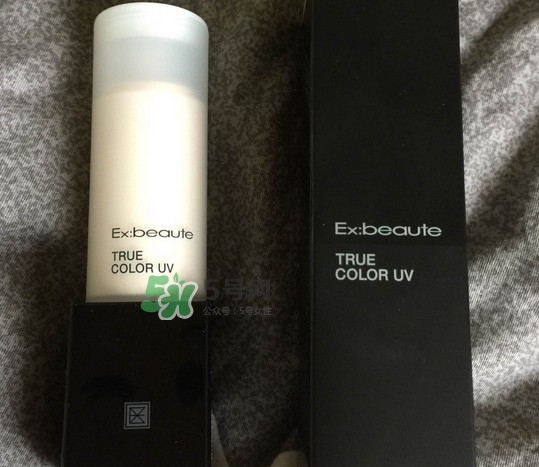 Ex:beaute
TRUE
COLOR UV
Ex:beaute
TRUE
COLOR UV
5号网
公众号:5号女性